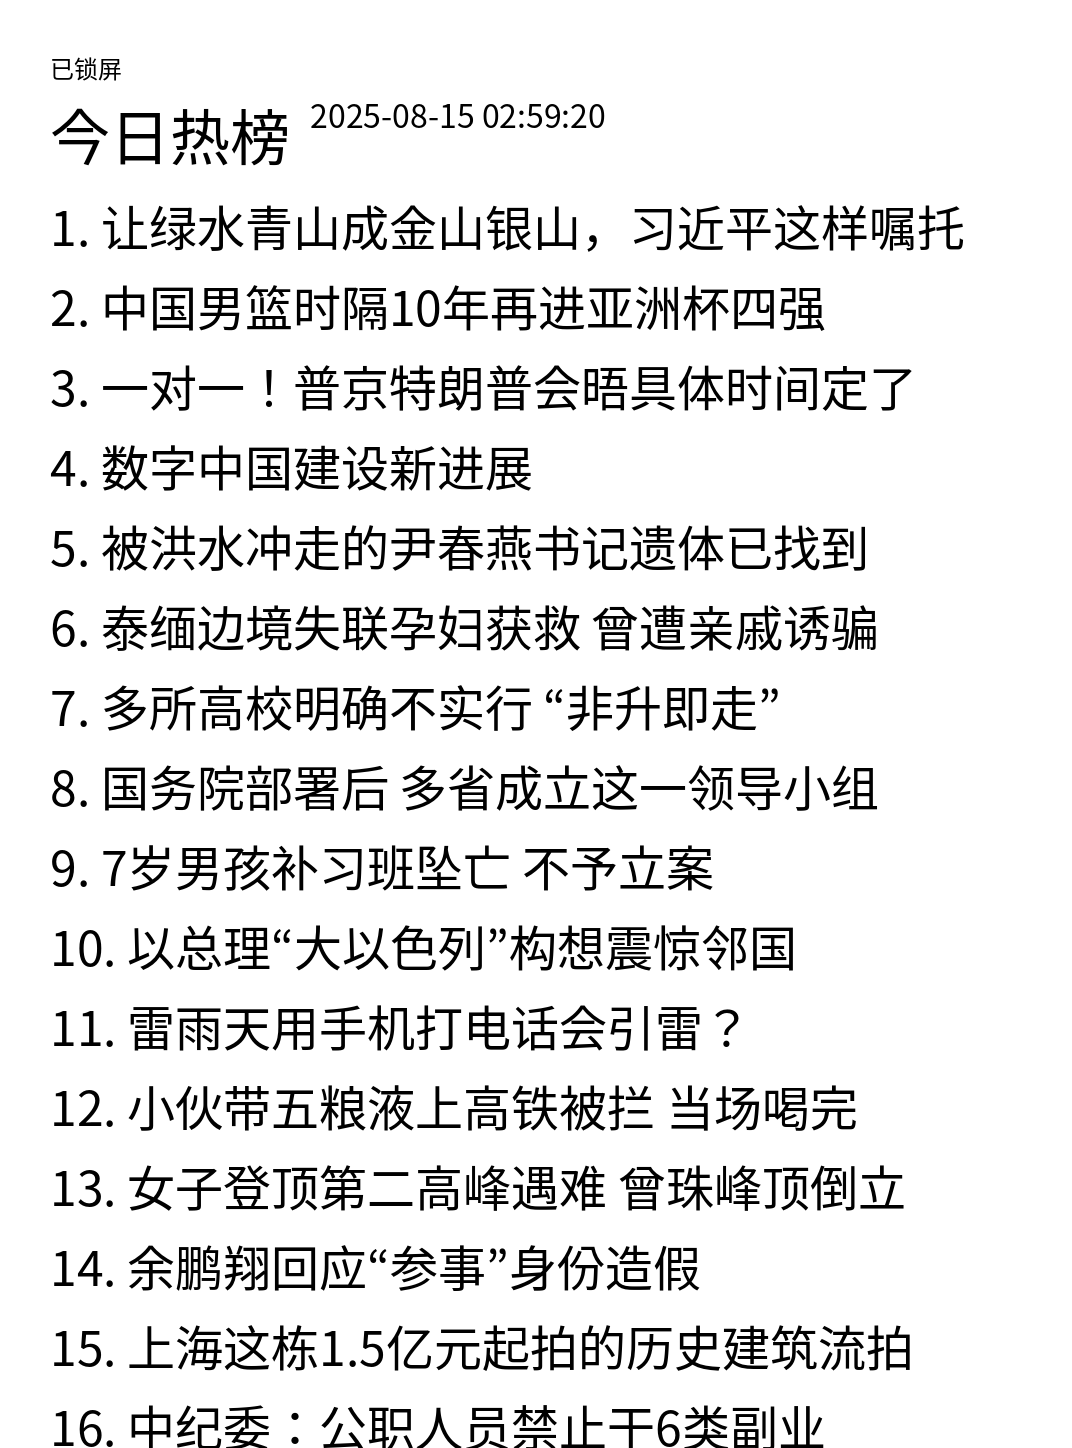 已锁屏
今日热榜 2025-08-15 02:59:20
1. 让绿水青山成金山银山，习近平这样嘱托
2. 中国男篮时隔10年再进亚洲杯四强
3. 一对一！普京特朗普会晤具体时间定了
4. 数字中国建设新进展
5. 被洪水冲走的尹春燕书记遗体已找到
6. 泰缅边境失联孕妇获救 曾遭亲戚诱骗
7. 多所高校明确不实行 “非升即走”
8. 国务院部署后 多省成立这一领导小组
9. 7岁男孩补习班坠亡 不予立案
10. 以总理“大以色列”构想震惊邻国
11. 雷雨天用手机打电话会引雷？
12. 小伙带五粮液上高铁被拦 当场喝完
13. 女子登顶第二高峰遇难 曾珠峰顶倒立
14. 余鹏翔回应“参事”身份造假
15. 上海这栋1.5亿元起拍的历史建筑流拍
16. 中纪委：公职人员禁止干6类副业